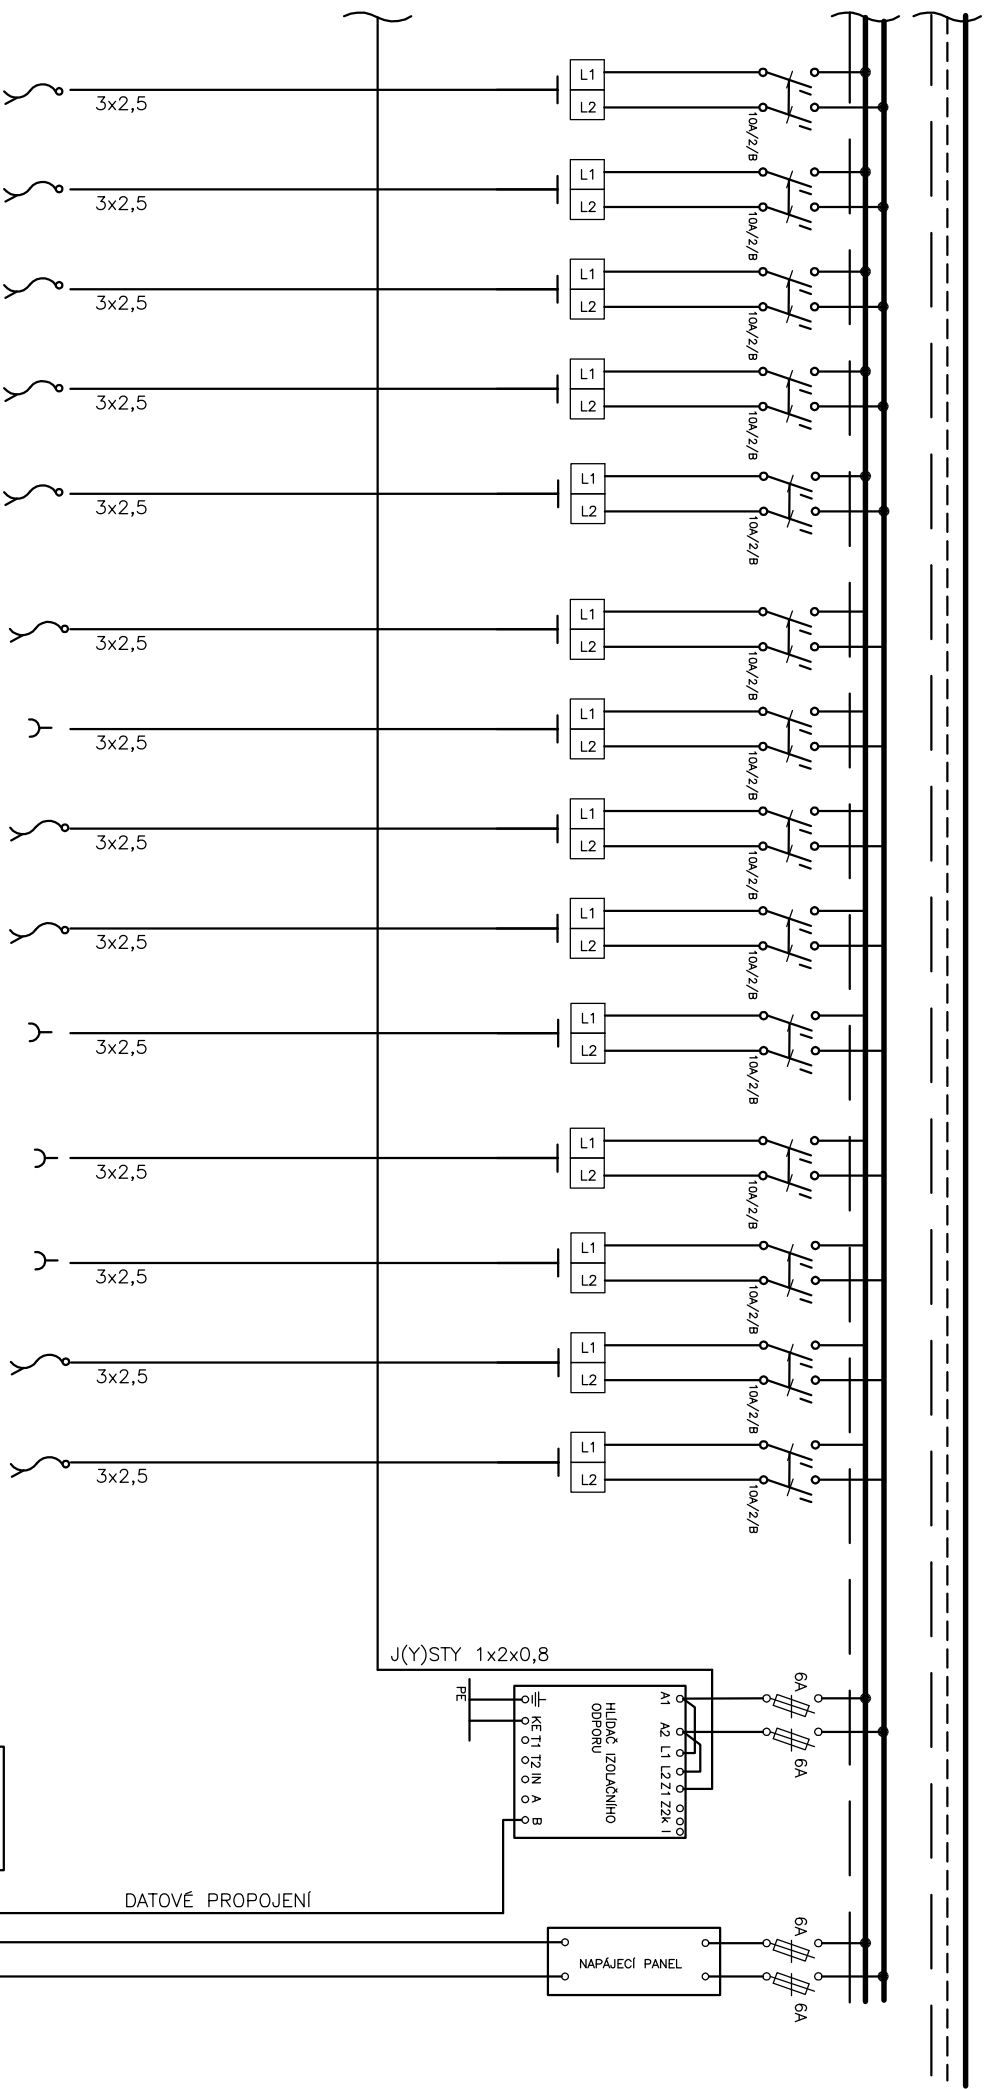 L1
L2
10A/2/B
3x2,5
L1
L2
10A/2/B
3x2,5
L1
L2
10A/2/B
3x2,5
L1
L2
10A/2/B
3x2,5
L1
L2
10A/2/B
3x2,5
L1
L2
10A/2/B
3x2,5
L1
L2
10A/2/B
3x2,5
L1
L2
10A/2/B
3x2,5
L1
L2
10A/2/B
3x2,5
L1
L2
10A/2/B
3x2,5
L1
L2
10A/2/B
3x2,5
L1
L2
10A/2/B
3x2,5
L1
L2
10A/2/B
3x2,5
L1
L2
10A/2/B
3x2,5
J(Y)STY 1x2x0,8
6A
6A
PE
A1 A2 L1 L2 Z1 Z2 k I
HLÍDAČ IZOLAČNÍHO
ODPORU
KE T1 T2 IN A B
DATOVÉ PROPOJENÍ
6A
NAPÁJECÍ PANEL
6A